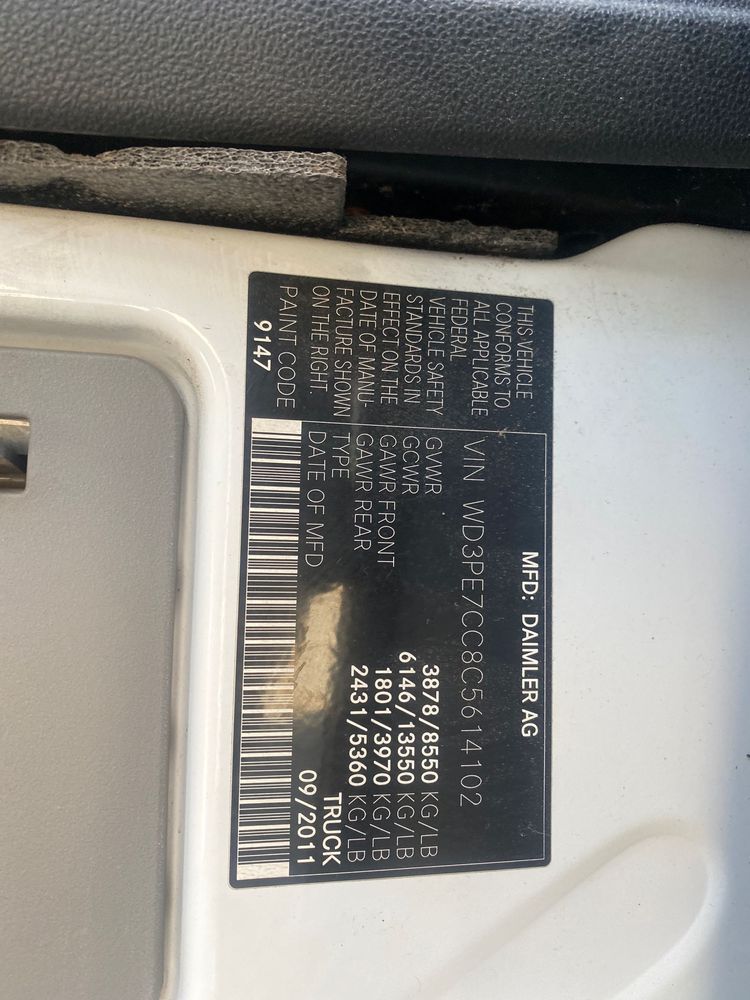 THIS VEHICLE
CONFORMS TO
ALL APPLICABLE
FEDERAL
VEHICLE SAFETY
STANDARDS IN
EFFECT ON THE
DATE OF MANU-
FACTURE SHOWN
ON THE RIGHT.
PAINT CODE
9147
MFD: DAIMLER AG
VIN WD3PE7CC8C5614102
GVWR 3878/8550 KG/LB
GCWR 6146/13550 KG/LB
GAWR FRONT 1801/3970 KG/LB
GAWR REAR 2431/5360 KG/LB
TYPE TRUCK
DATE OF MFD 09/2011